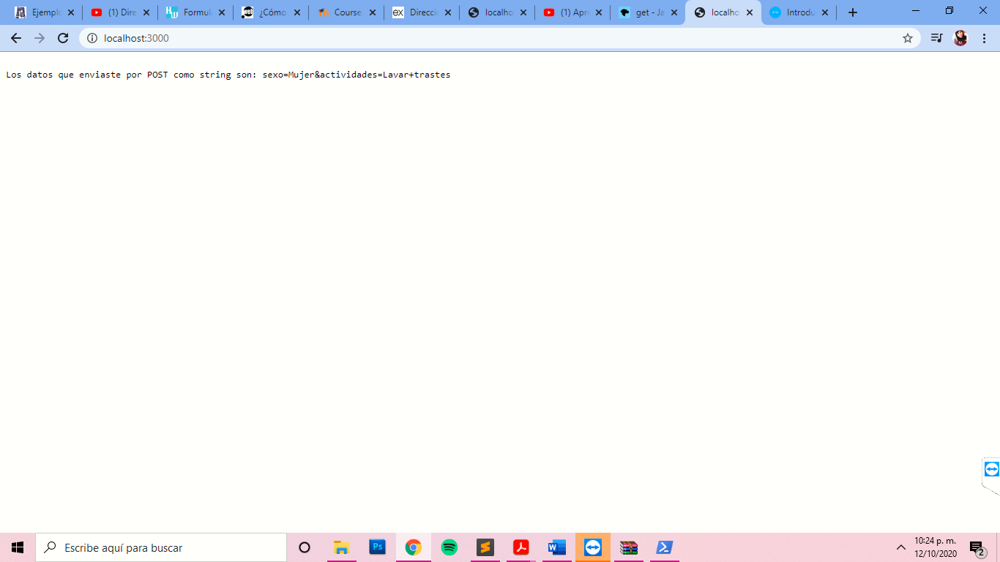 Ejemplo
(1) Dire
Formul
¿Cómo
Course:
Direcci
localho
(1) Apr
get - Ja
localho
Introdu
localhost:3000
Los datos que enviaste por POST como string son: sexo=Mujer&actividades=Lavar+trastes
Escribe aquí para buscar
10:24 p. m.
12/10/2020
2